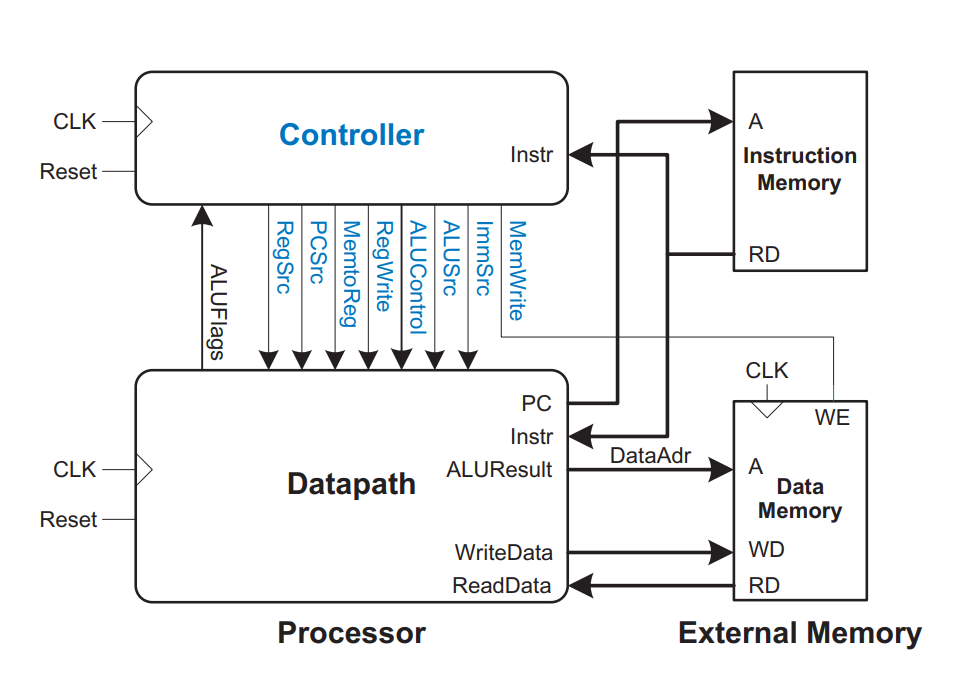 CLK
Reset
Controller
Instr
A
Instruction
Memory
RD
ALUFlags
RegSrc
PCSrc
MemtoReg
RegWrite
ALUControl
ALUSrc
ImmSrc
MemWrite
CLK
WE
PC
Instr
ALUResult
DataAdr
A
Data
Memory
CLK
Reset
Datapath
WriteData
WD
ReadData
RD
Processor
External Memory